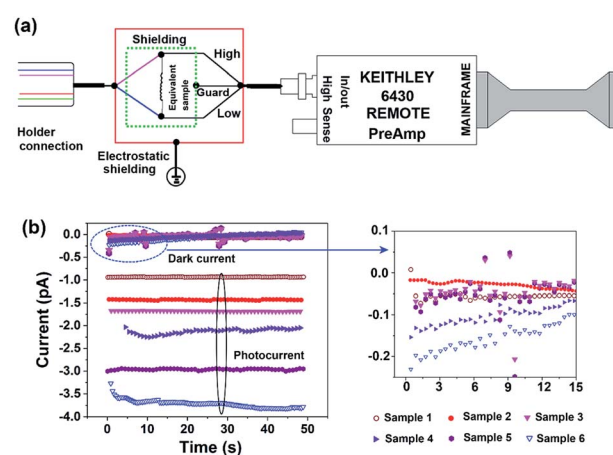 (a)
Shielding
High
Equivalent
sample
Guard
Low
Holder
connection
Electrostatic
shielding
In/out
High Sense
KEITHLEY
6430
REMOTE
PreAmp
MAINFRAME
(b)
0.0
-0.5
-1.0
-1.5
-2.0
-2.5
-3.0
-3.5
-4.0
Currrent (pA)
Dark current
Photocurrent
0 10 20 30 40 50
Time (s)
0.0
-0.1
-0.2
0 3 6 9 12 15
Sample 1 Sample 2 Sample 3
Sample 4 Sample 5 Sample 6